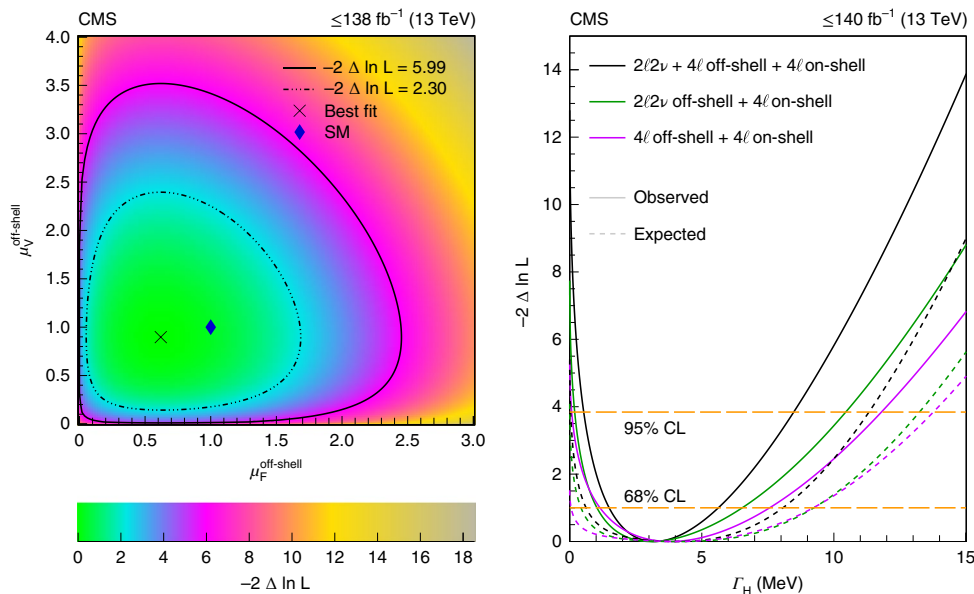 CMS
≤138 fb⁻¹ (13 TeV)
4.0
3.5
3.0
2.5
2.0
1.5
1.0
0.5
0
μ_V^off-shell
−2 Δ ln L = 5.99
−2 Δ ln L = 2.30
Best fit
SM
0 0.5 1.0 1.5 2.0 2.5 3.0
μ_F^off-shell
0 2 4 6 8 10 12 14 16 18
−2 Δ ln L
CMS
≤140 fb⁻¹ (13 TeV)
14
12
10
8
6
4
2
0
−2 Δ ln L
2ℓ2ν + 4ℓ off-shell + 4ℓ on-shell
2ℓ2ν off-shell + 4ℓ on-shell
4ℓ off-shell + 4ℓ on-shell
Observed
Expected
95% CL
68% CL
0 5 10 15
Γ_H (MeV)